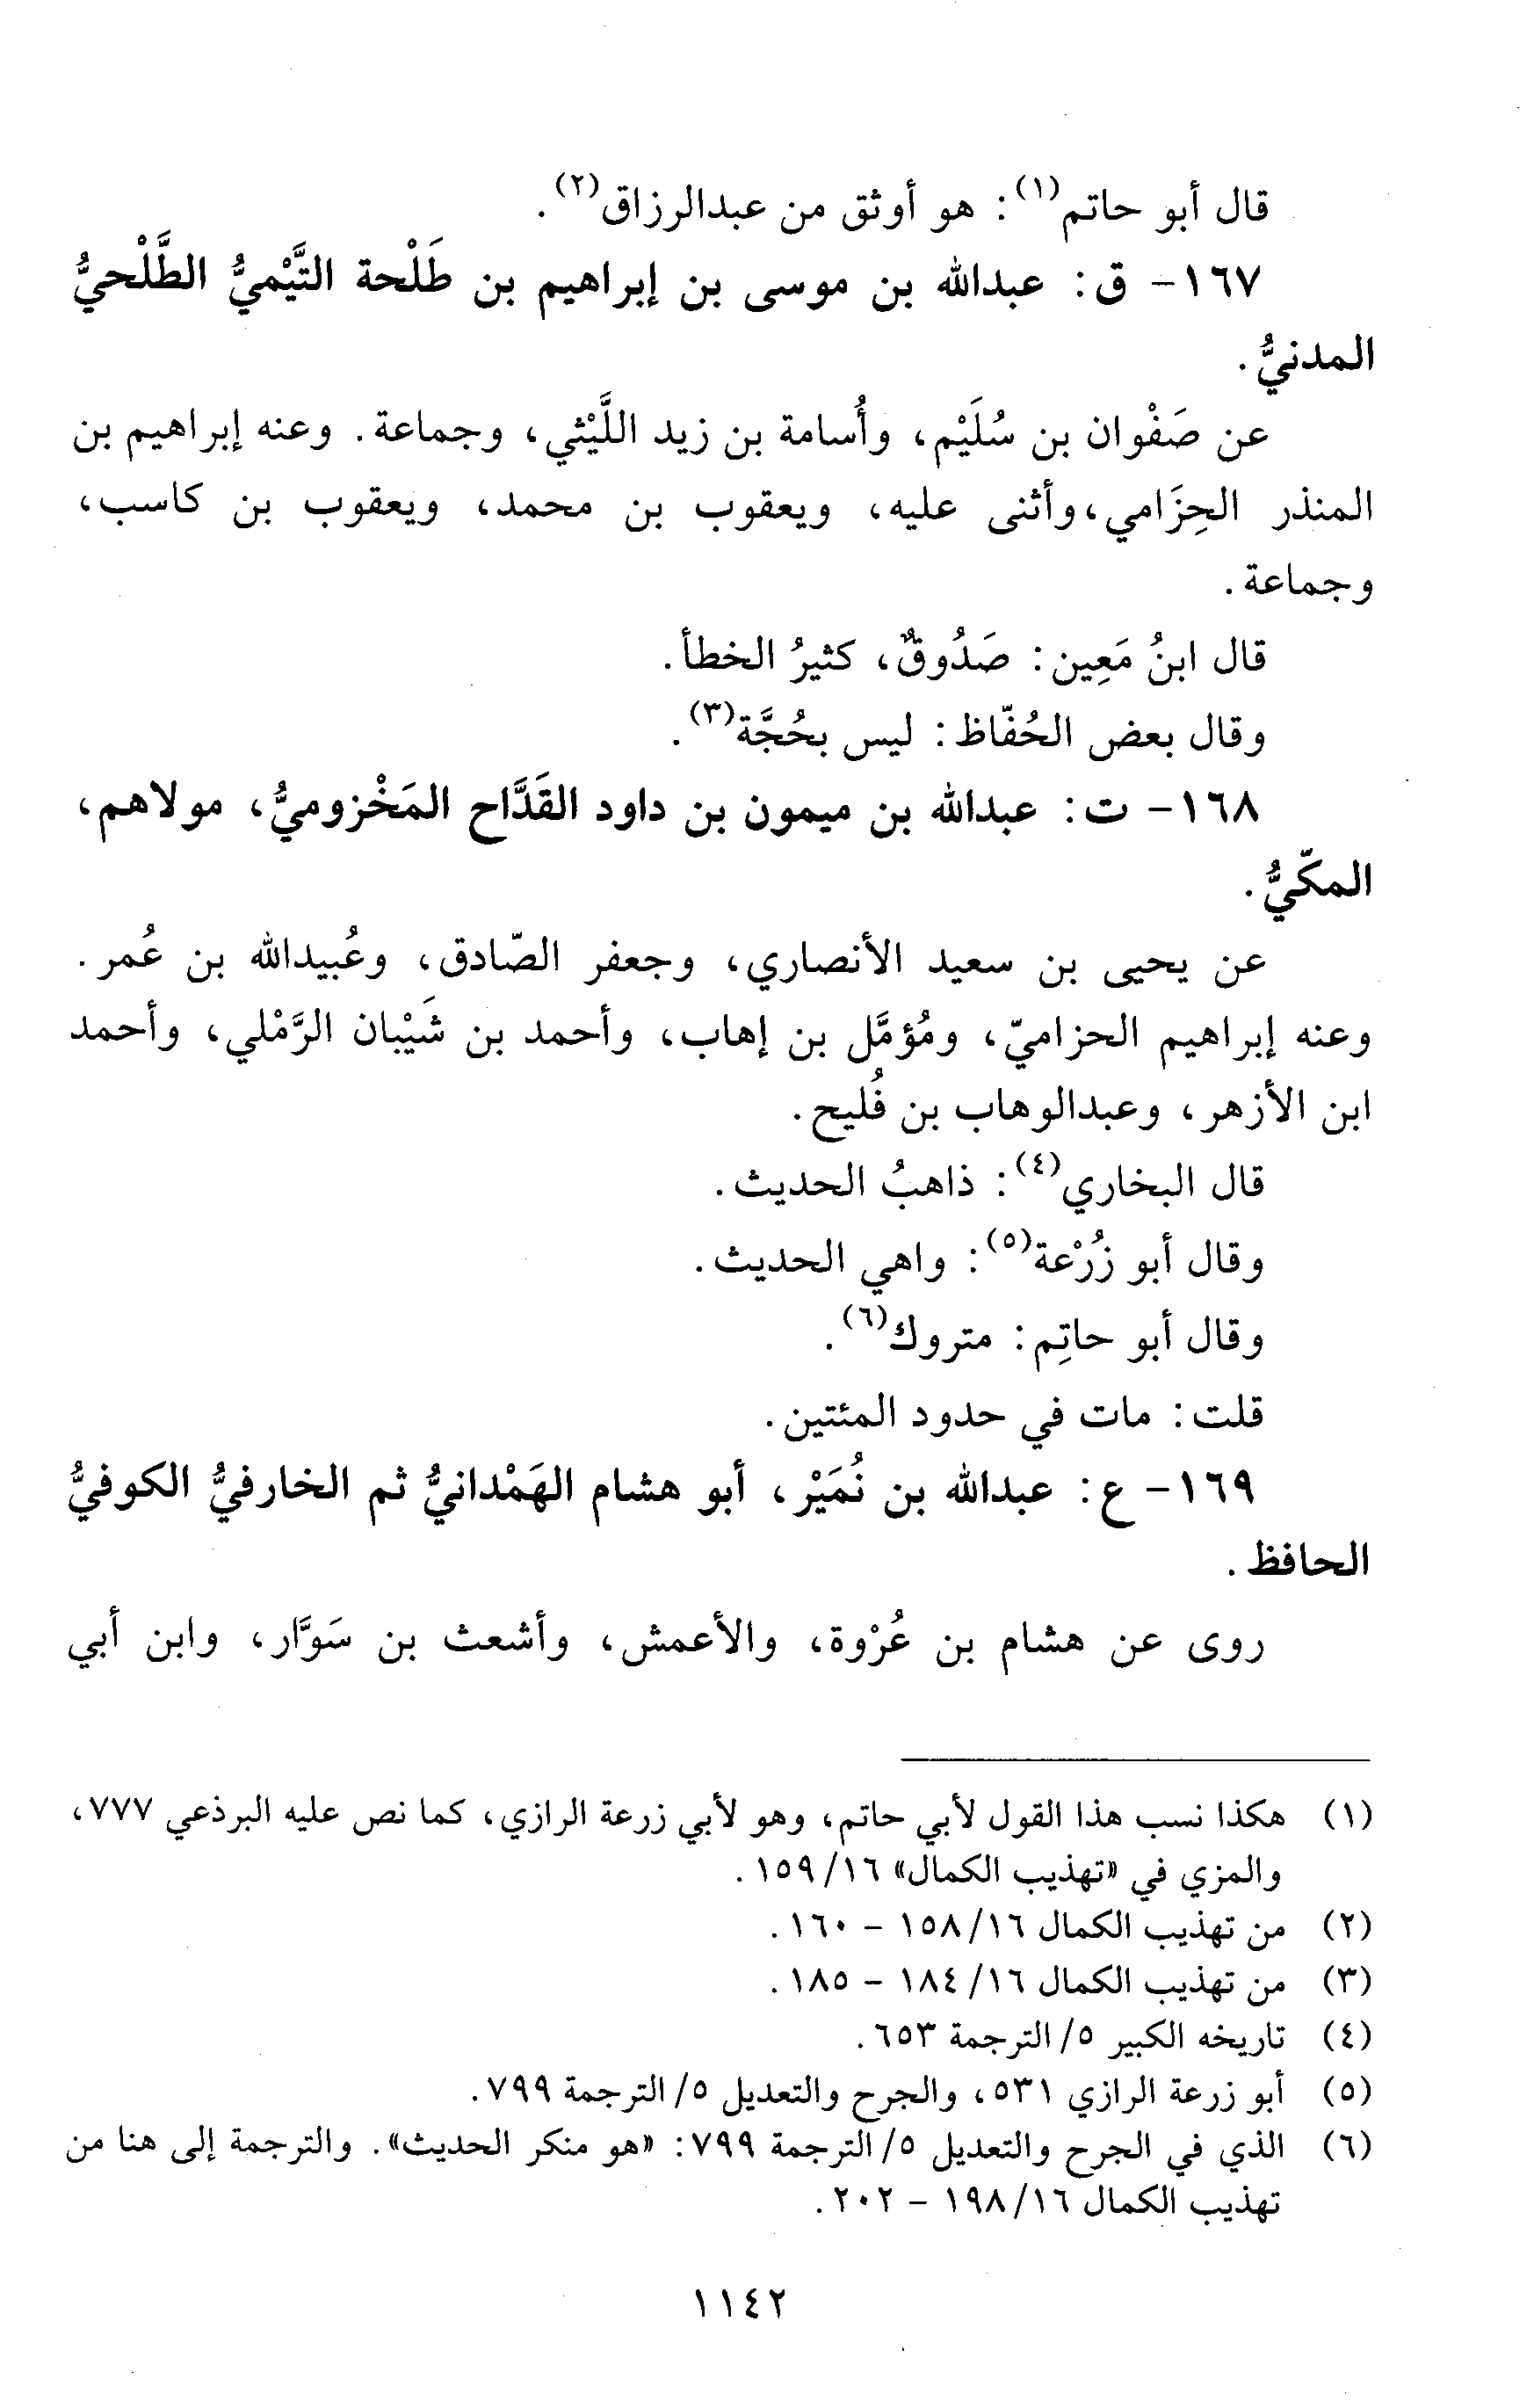 قال أبو حاتم(١): هو أوثق من عبدالرزاق(٢).
١٦٧- ق: عبدالله بن موسى بن إبراهيم بن طَلْحة التَّيْميُّ الطَّلْحيُّ
المدنيُّ.
عن صَفْوان بن سُلَيْم، وأُسامة بن زيد اللَّيْثي، وجماعة. وعنه إبراهيم بن
المنذر الحِزَامي، وأثنى عليه، ويعقوب بن محمد، ويعقوب بن كاسب،
وجماعة.
قال ابنُ مَعِين: صَدُوقٌ، كثيرُ الخطأ.
وقال بعض الحُفّاظ: ليس بحُجَّة(٣).
١٦٨- ت: عبدالله بن ميمون بن داود القَدَّاح المَخْزوميُّ، مولاهم،
المكّيُّ.
عن يحيى بن سعيد الأنصاري، وجعفر الصّادق، وعُبيدالله بن عُمر.
وعنه إبراهيم الحزاميّ، ومُؤمَّل بن إهاب، وأحمد بن شَيْبان الرَّمْلي، وأحمد
ابن الأزهر، وعبدالوهاب بن فُليح.
قال البخاري(٤): ذاهبُ الحديث.
وقال أبو زُرْعة(٥): واهي الحديث.
وقال أبو حاتِم: متروك(٦).
قلت: مات في حدود المئتين.
١٦٩- ع: عبدالله بن نُمَيْر، أبو هشام الهَمْدانيُّ ثم الخارفيُّ الكوفيُّ
الحافظ.
روى عن هشام بن عُرْوة، والأعمش، وأشعث بن سَوَّار، وابن أبي
(١) هكذا نسب هذا القول لأبي حاتم، وهو لأبي زرعة الرازي، كما نص عليه البرذعي ٧٧٧،
والمزي في «تهذيب الكمال» ١٦/ ١٥٩.
(٢) من تهذيب الكمال ١٦/ ١٥٨ - ١٦٠.
(٣) من تهذيب الكمال ١٦/ ١٨٤ - ١٨٥.
(٤) تاريخه الكبير ٥/ الترجمة ٦٥٣.
(٥) أبو زرعة الرازي ٥٣١، والجرح والتعديل ٥/ الترجمة ٧٩٩.
(٦) الذي في الجرح والتعديل ٥/ الترجمة ٧٩٩: «هو منكر الحديث». والترجمة إلى هنا من
تهذيب الكمال ١٦/ ١٩٨ - ٢٠٢.
١١٤٢